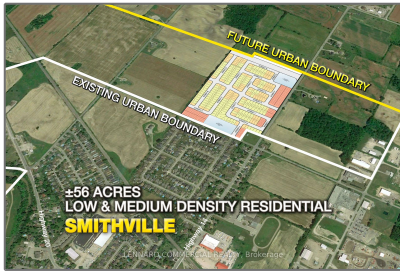 FUTURE URBAN BOUNDARY
EXISTING URBAN BOUNDARY
±56 ACRES
LOW & MEDIUM DENSITY RESIDENTIAL
SMITHVILLE
LENNARD COMMERCIAL REALTY, Brokerage